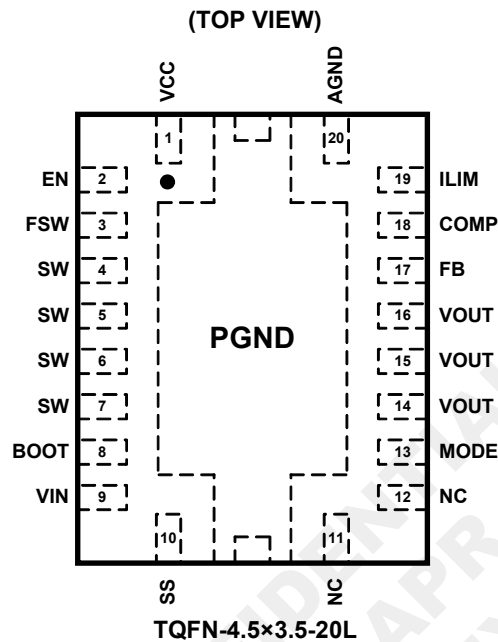 (TOP VIEW)
VCC
AGND
1
20
EN 2
19 ILIM
FSW 3
18 COMP
SW 4
17 FB
SW 5
16 VOUT
PGND
SW 6
15 VOUT
SW 7
14 VOUT
BOOT 8
13 MODE
VIN 9
12 NC
10
11
SS
NC
TQFN-4.5×3.5-20L